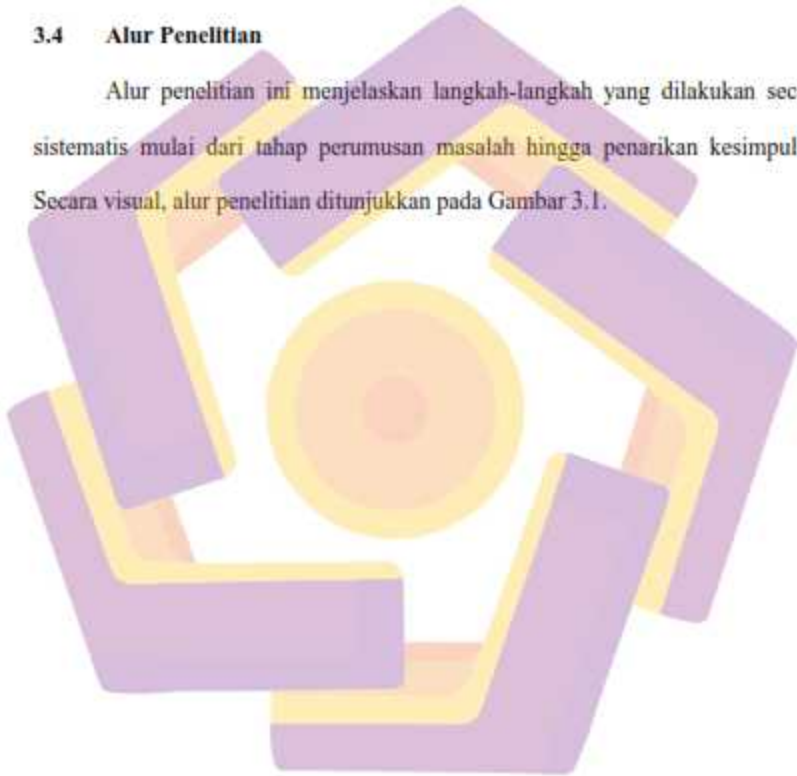 3.4 Alur Penelitian
Alur penelitian ini menjelaskan langkah-langkah yang dilakukan sec
sistematis mulai dari tahap perumusan masalah hingga penarikan kesimpul
Secara visual, alur penelitian ditunjukkan pada Gambar 3.1.